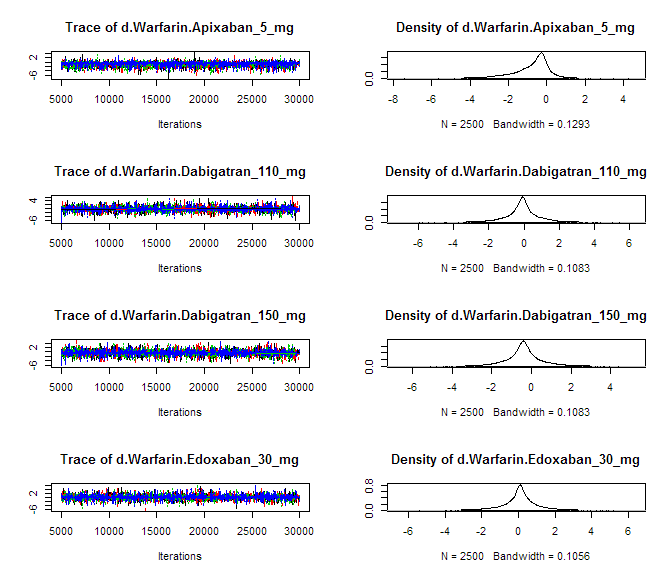 Trace of d.Warfarin.Apixaban_5_mg
2
-6
5000 10000 15000 20000 25000 30000
Iterations
Density of d.Warfarin.Apixaban_5_mg
0.0
-8 -6 -4 -2 0 2 4
N = 2500 Bandwidth = 0.1293
Trace of d.Warfarin.Dabigatran_110_mg
4
-6
5000 10000 15000 20000 25000 30000
Iterations
Density of d.Warfarin.Dabigatran_110_mg
0.0
-6 -4 -2 0 2 4 6
N = 2500 Bandwidth = 0.1083
Trace of d.Warfarin.Dabigatran_150_mg
2
-6
5000 10000 15000 20000 25000 30000
Iterations
Density of d.Warfarin.Dabigatran_150_mg
0.0
-6 -4 -2 0 2 4
N = 2500 Bandwidth = 0.1083
Trace of d.Warfarin.Edoxaban_30_mg
2
-6
5000 10000 15000 20000 25000 30000
Iterations
Density of d.Warfarin.Edoxaban_30_mg
0.8
0.0
-6 -4 -2 0 2 4 6
N = 2500 Bandwidth = 0.1056